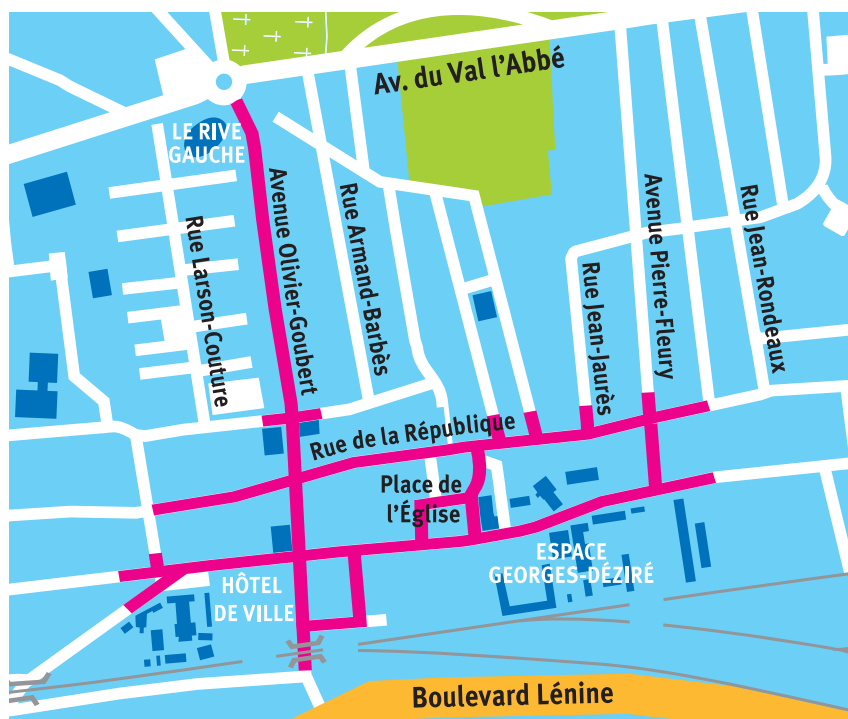 Av. du Val l'Abbé
LE RIVE
GAUCHE
Rue Larson-Couture
Avenue Olivier-Goubert
Rue Armand-Barbès
Rue Jean-Jaurès
Avenue Pierre-Fleury
Rue Jean-Rondeaux
Rue de la République
Place de
l'Église
ESPACE
GEORGES-DÉZIRÉ
HÔTEL
DE VILLE
Boulevard Lénine